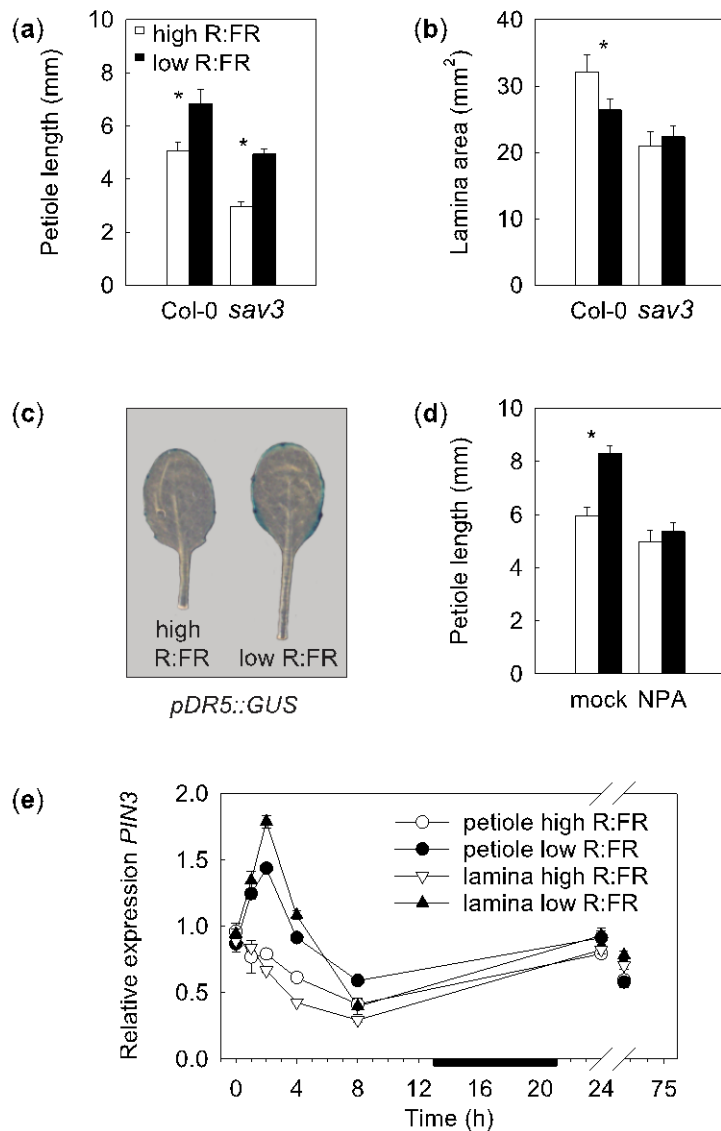 (a)
Petiole length (mm)
10
8
6
4
2
0
high R:FR
low R:FR
*
*
Col-0 sav3
(b)
Lamina area (mm²)
40
30
20
10
0
*
Col-0 sav3
(c)
high
R:FR
low R:FR
pDR5::GUS
(d)
Petiole length (mm)
10
8
6
4
2
0
*
mock NPA
(e)
Relative expression PIN3
2.0
1.5
1.0
0.5
0.0
petiole high R:FR
petiole low R:FR
lamina high R:FR
lamina low R:FR
0 4 8 12 16 20 24 75
Time (h)